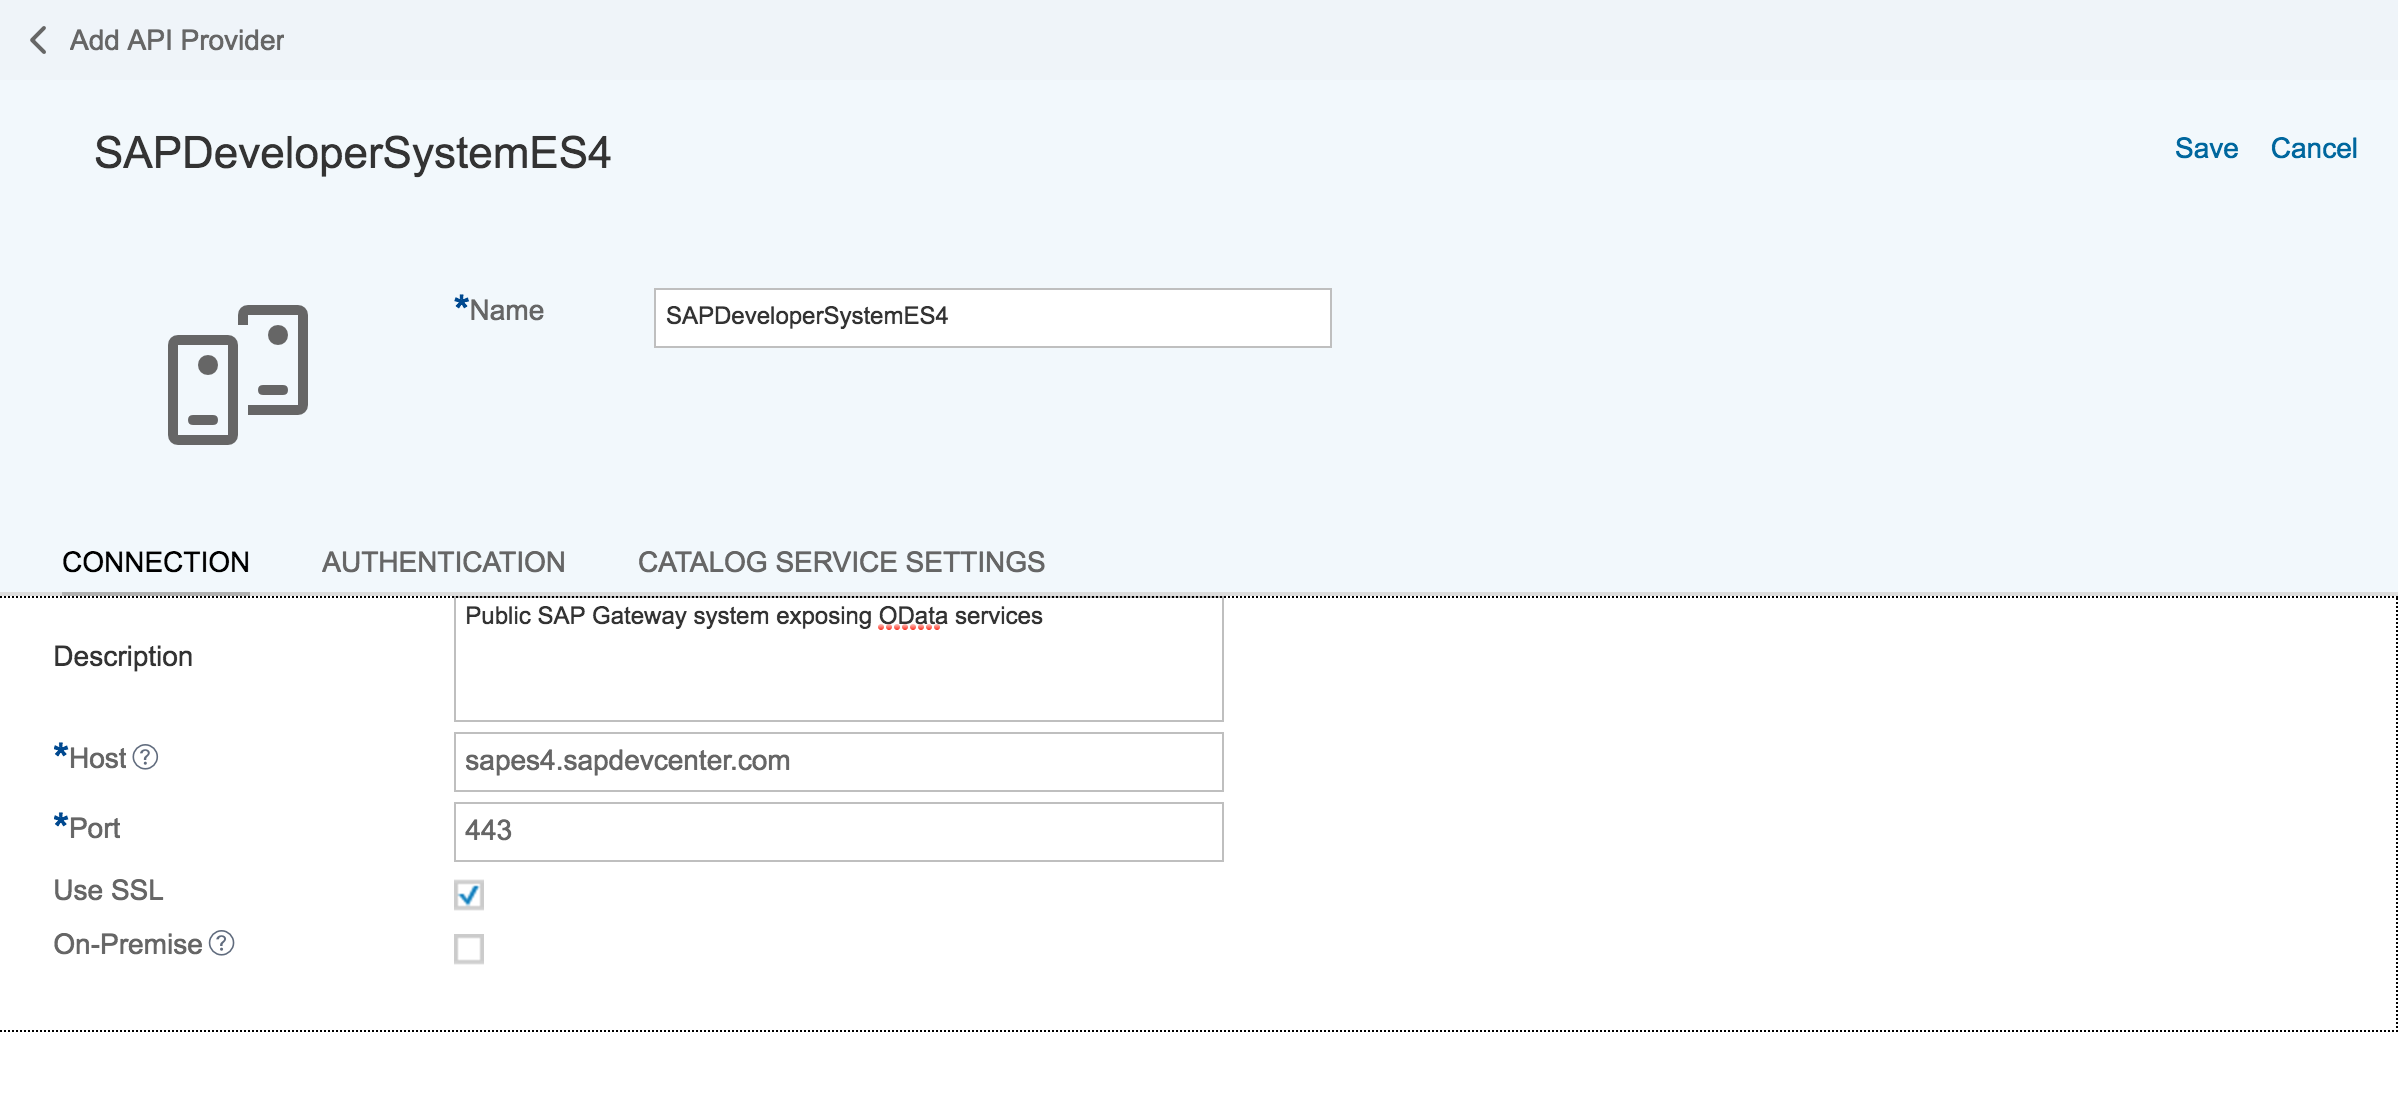 Add API Provider
SAPDeveloperSystemES4
Save Cancel
*Name SAPDeveloperSystemES4
CONNECTION AUTHENTICATION CATALOG SERVICE SETTINGS
Public SAP Gateway system exposing OData services
Description
*Host ? sapes4.sapdevcenter.com
*Port 443
Use SSL
On-Premise ?